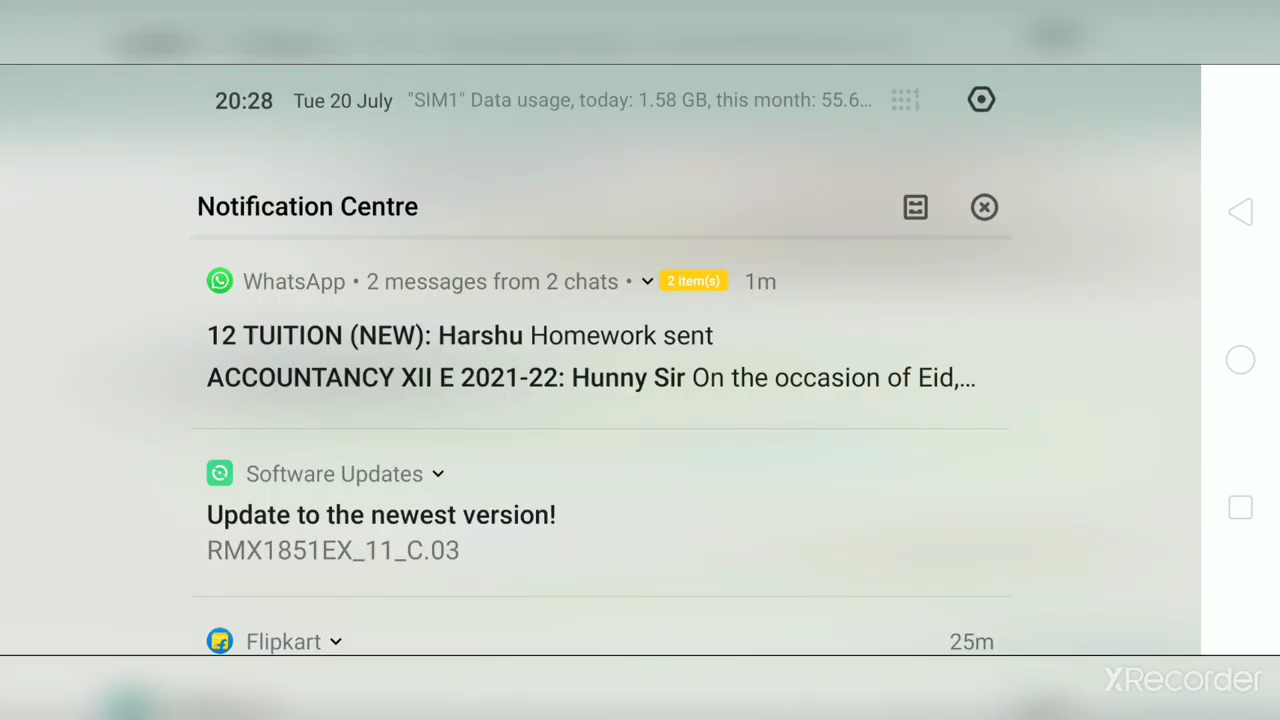 20:28 Tue 20 July "SIM1" Data usage, today: 1.58 GB, this month: 55.6...
Notification Centre
WhatsApp • 2 messages from 2 chats • 2 item(s) 1m
12 TUITION (NEW): Harshu Homework sent
ACCOUNTANCY XII E 2021-22: Hunny Sir On the occasion of Eid,...
Software Updates
Update to the newest version!
RMX1851EX_11_C.03
Flipkart 25m
XRecorder